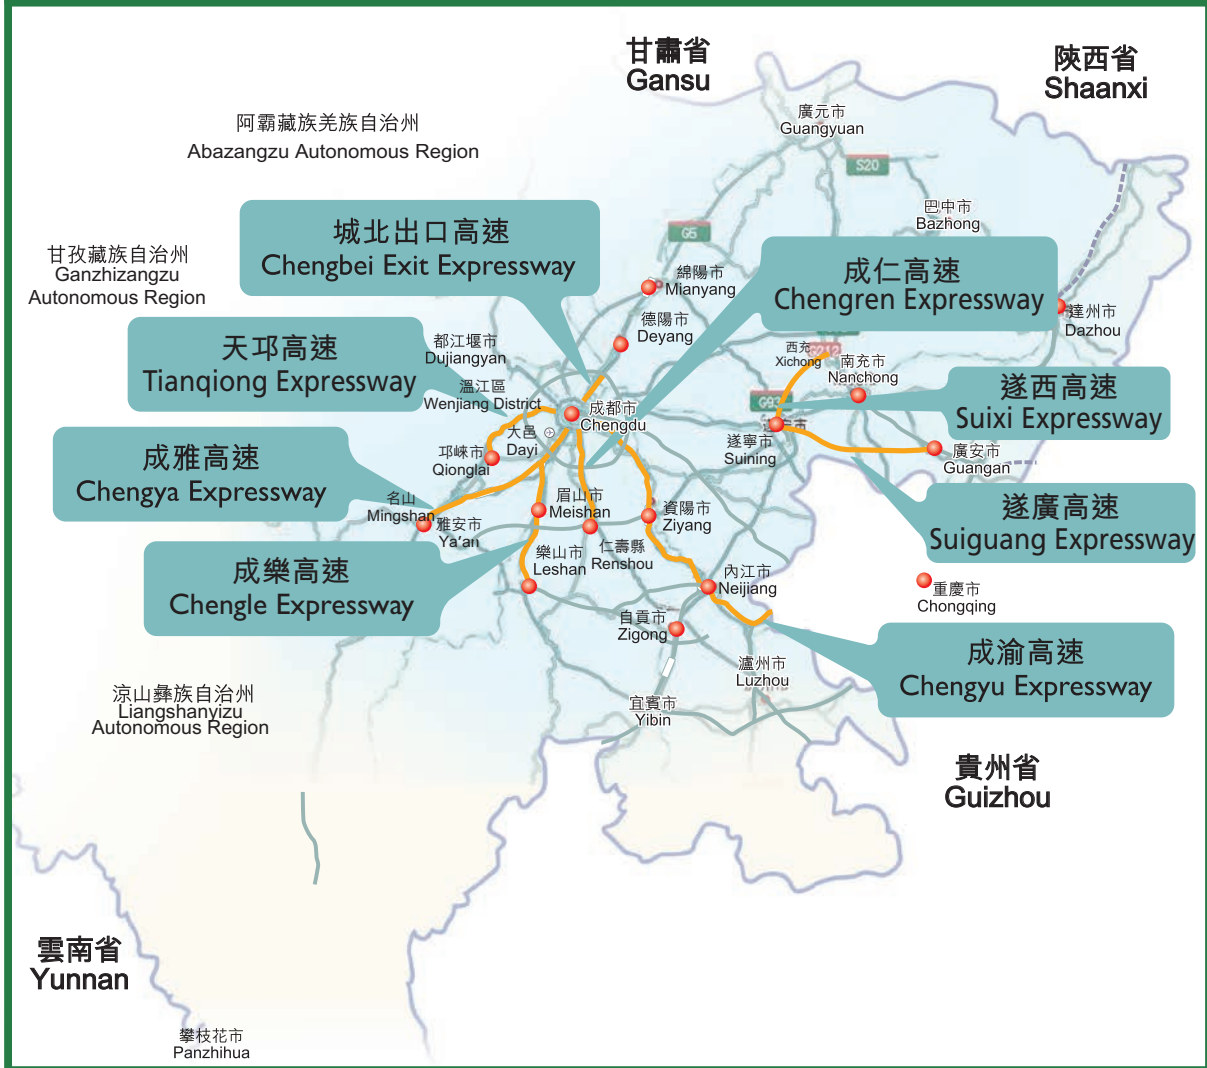 甘肅省
Gansu
陝西省
Shaanxi
廣元市
Guangyuan
阿霸藏族羌族自治州
Abazangzu Autonomous Region
S20
巴中市
Bazhong
城北出口高速
Chengbei Exit Expressway
G5
甘孜藏族自治州
Ganzhizangzu
Autonomous Region
綿陽市
Mianyang
成仁高速
Chengren Expressway
德陽市
Deyang
達州市
Dazhou
天邛高速
Tianqiong Expressway
都江堰市
Dujiangyan
西充
Xichong
G212
南充市
Nanchong
溫江區
Wenjiang District
遂西高速
Suixi Expressway
G93
成都市
Chengdu
大邑
Dayi
遂寧市
Suining
邛崍市
Qionglai
廣安市
Guangan
成雅高速
Chengya Expressway
名山
Mingshan
雅安市
Ya'an
眉山市
Meishan
資陽市
Ziyang
遂廣高速
Suiguang Expressway
成樂高速
Chengle Expressway
樂山市
Leshan
仁壽縣
Renshou
內江市
Neijiang
重慶市
Chongqing
自貢市
Zigong
成渝高速
Chengyu Expressway
瀘州市
Luzhou
宜賓市
Yibin
涼山彝族自治州
Liangshanyizu
Autonomous Region
貴州省
Guizhou
雲南省
Yunnan
攀枝花市
Panzhihua